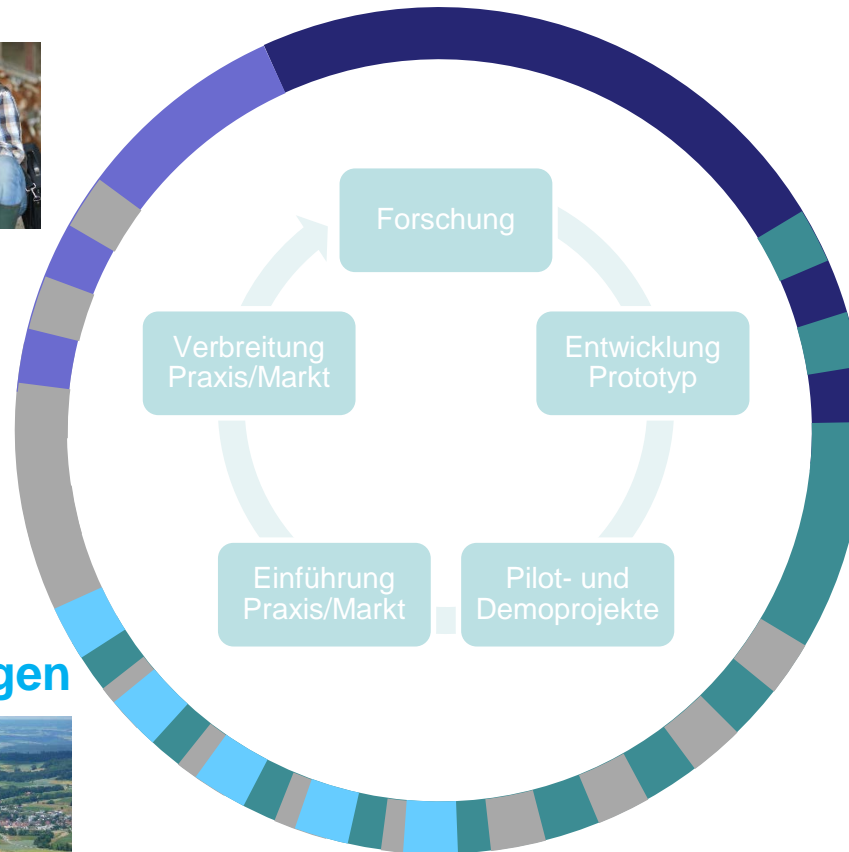 Forschung
Entwicklung
Prototyp
Pilot- und
Demoprojekte
Einführung
Praxis/Markt
Verbreitung
Praxis/Markt
gen